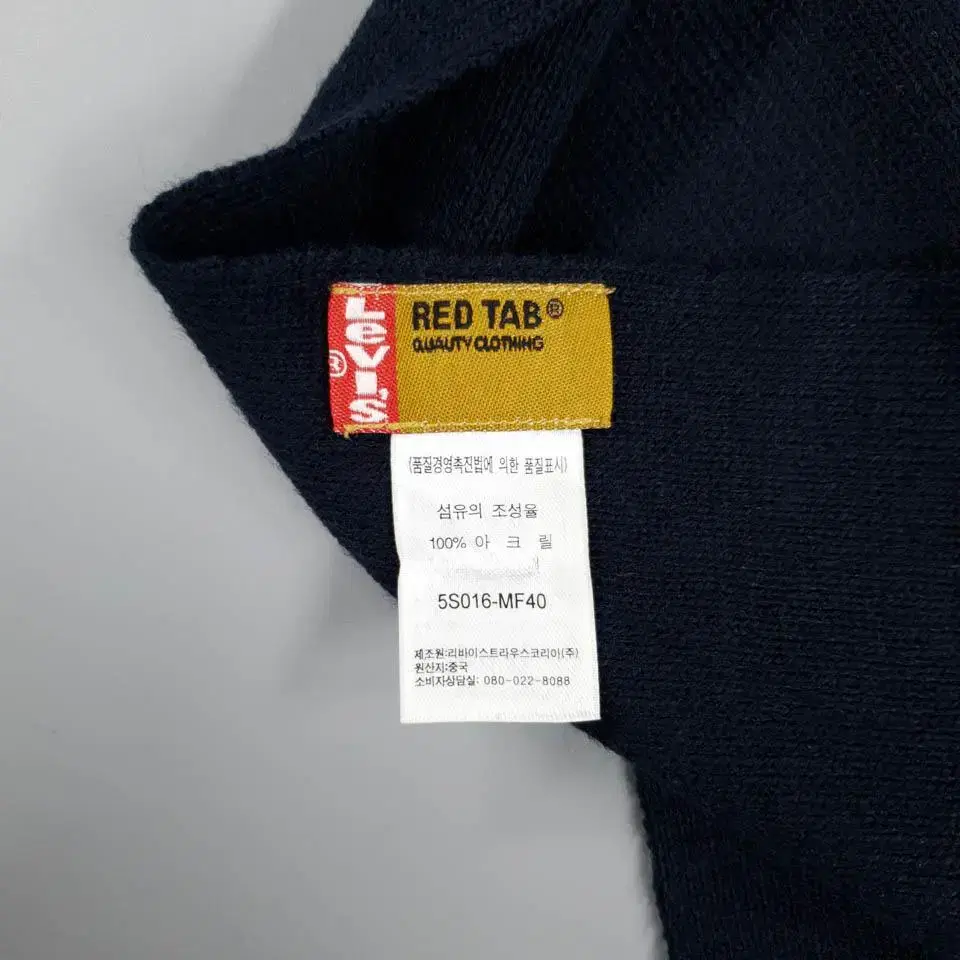 LEVI'S®
RED TAB®
QUALITY CLOTHING
(품질경영촉진법에 의한 품질표시)
섬유의 조성율
100% 아 크 릴
5S016-MF40
제조원:리바이스트라우스코리아(주)
원산지:중국
소비자상담실: 080-022-8088